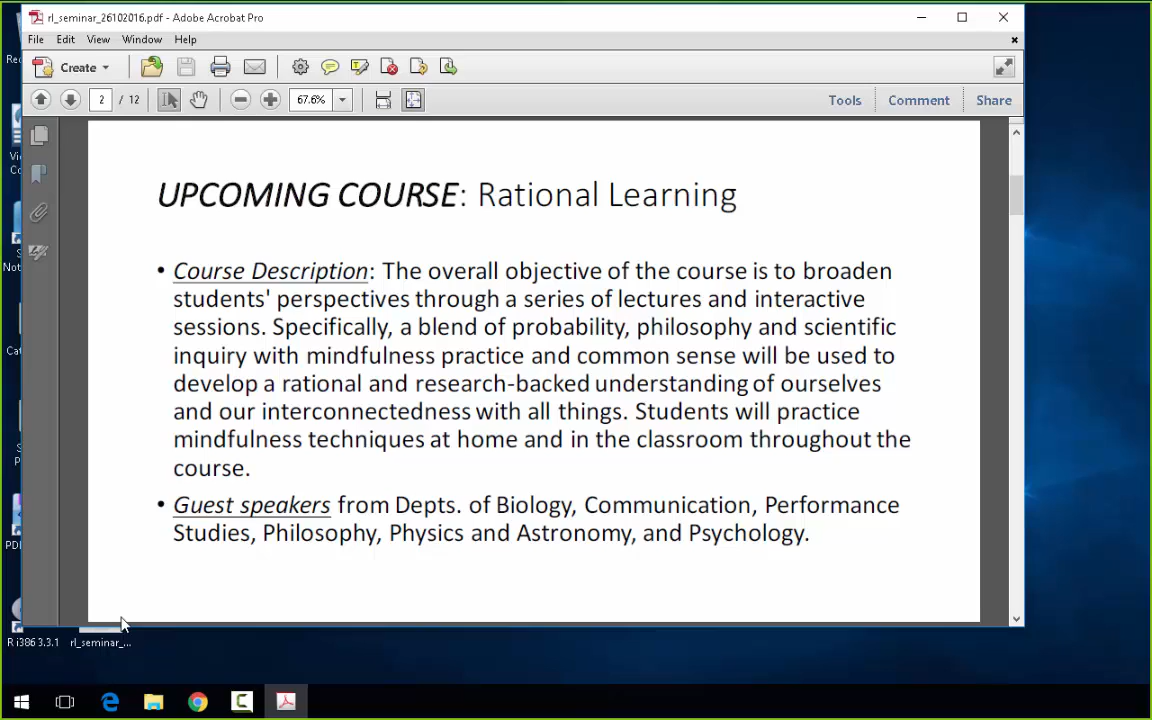 rl_seminar_26102016.pdf - Adobe Acrobat Pro
File Edit View Window Help
Create
2 / 12 67.6% Tools Comment Share
UPCOMING COURSE: Rational Learning
• Course Description: The overall objective of the course is to broaden
students' perspectives through a series of lectures and interactive
sessions. Specifically, a blend of probability, philosophy and scientific
inquiry with mindfulness practice and common sense will be used to
develop a rational and research-backed understanding of ourselves
and our interconnectedness with all things. Students will practice
mindfulness techniques at home and in the classroom throughout the
course.
• Guest speakers from Depts. of Biology, Communication, Performance
Studies, Philosophy, Physics and Astronomy, and Psychology.
R i386 3.3.1 rl_seminar_...